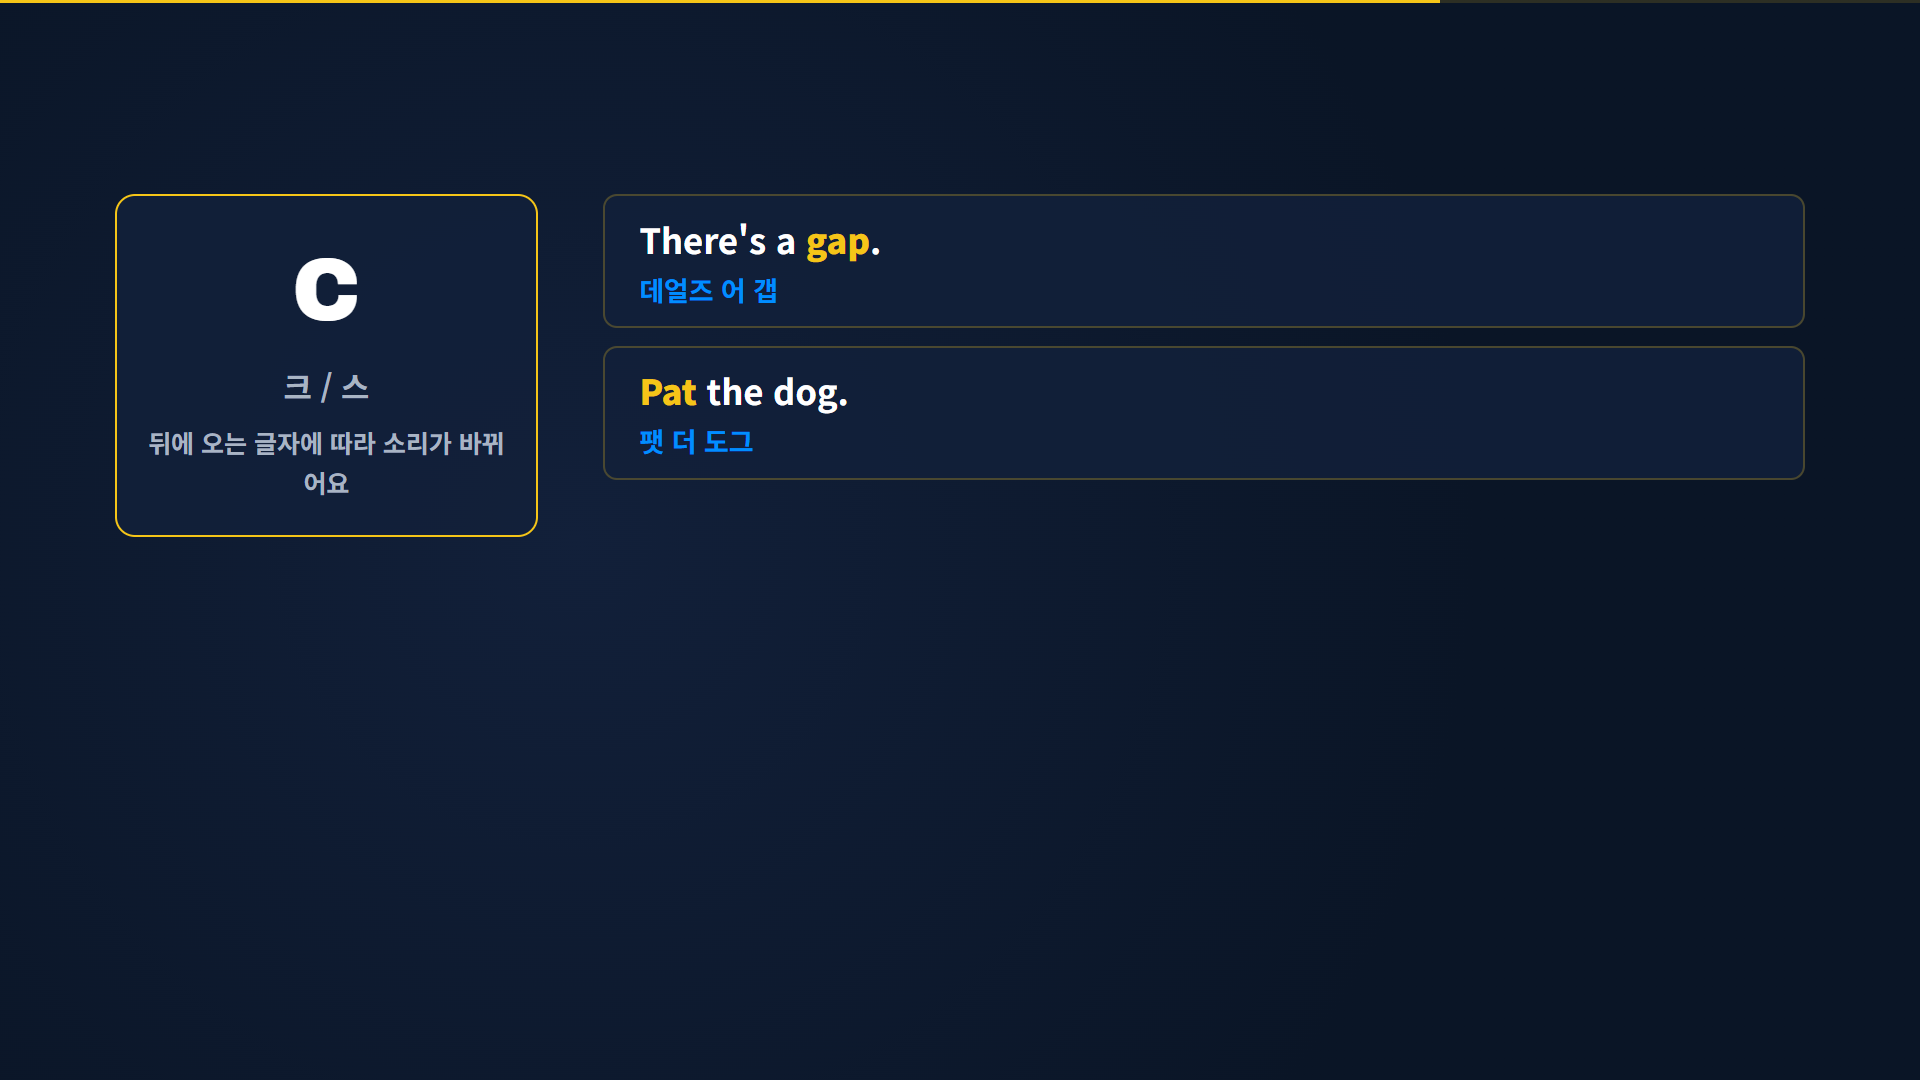 C
크 / 스
뒤에 오는 글자에 따라 소리가 바뀌
어요
There's a gap.
데얼즈 어 갭
Pat the dog.
팻 더 도그